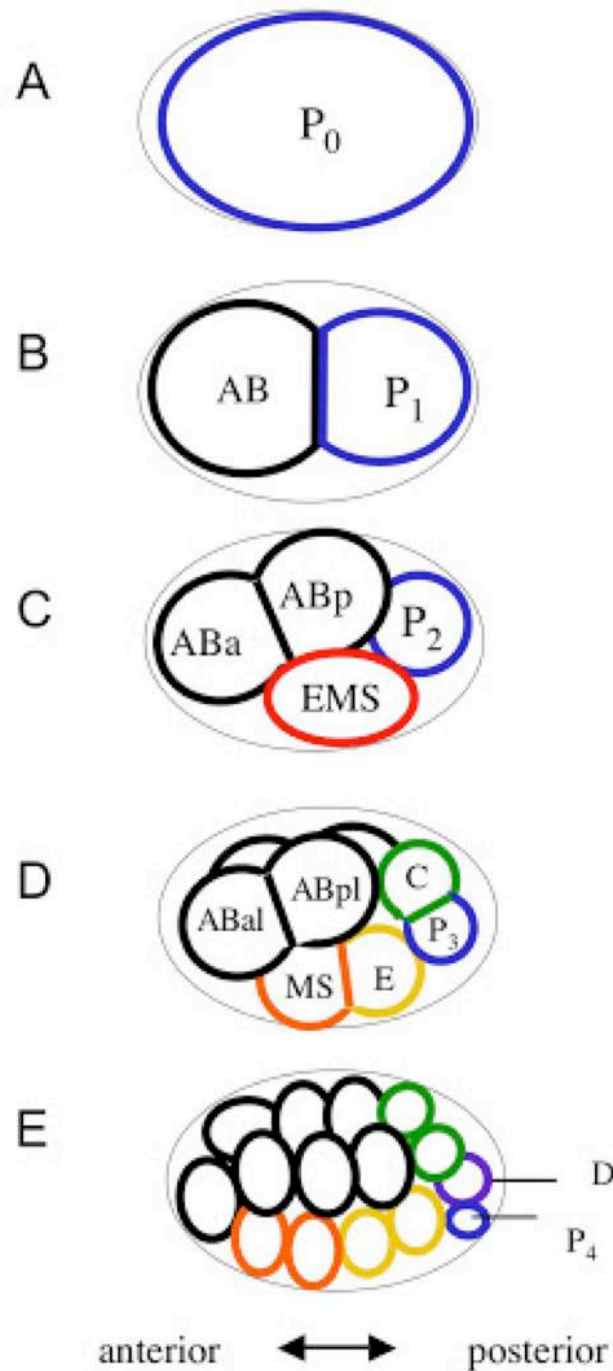 A
P₀
B
AB P₁
C
ABa ABp P₂
EMS
D
ABal ABpl C
P₃
MS E
E
D
P₄
anterior posterior